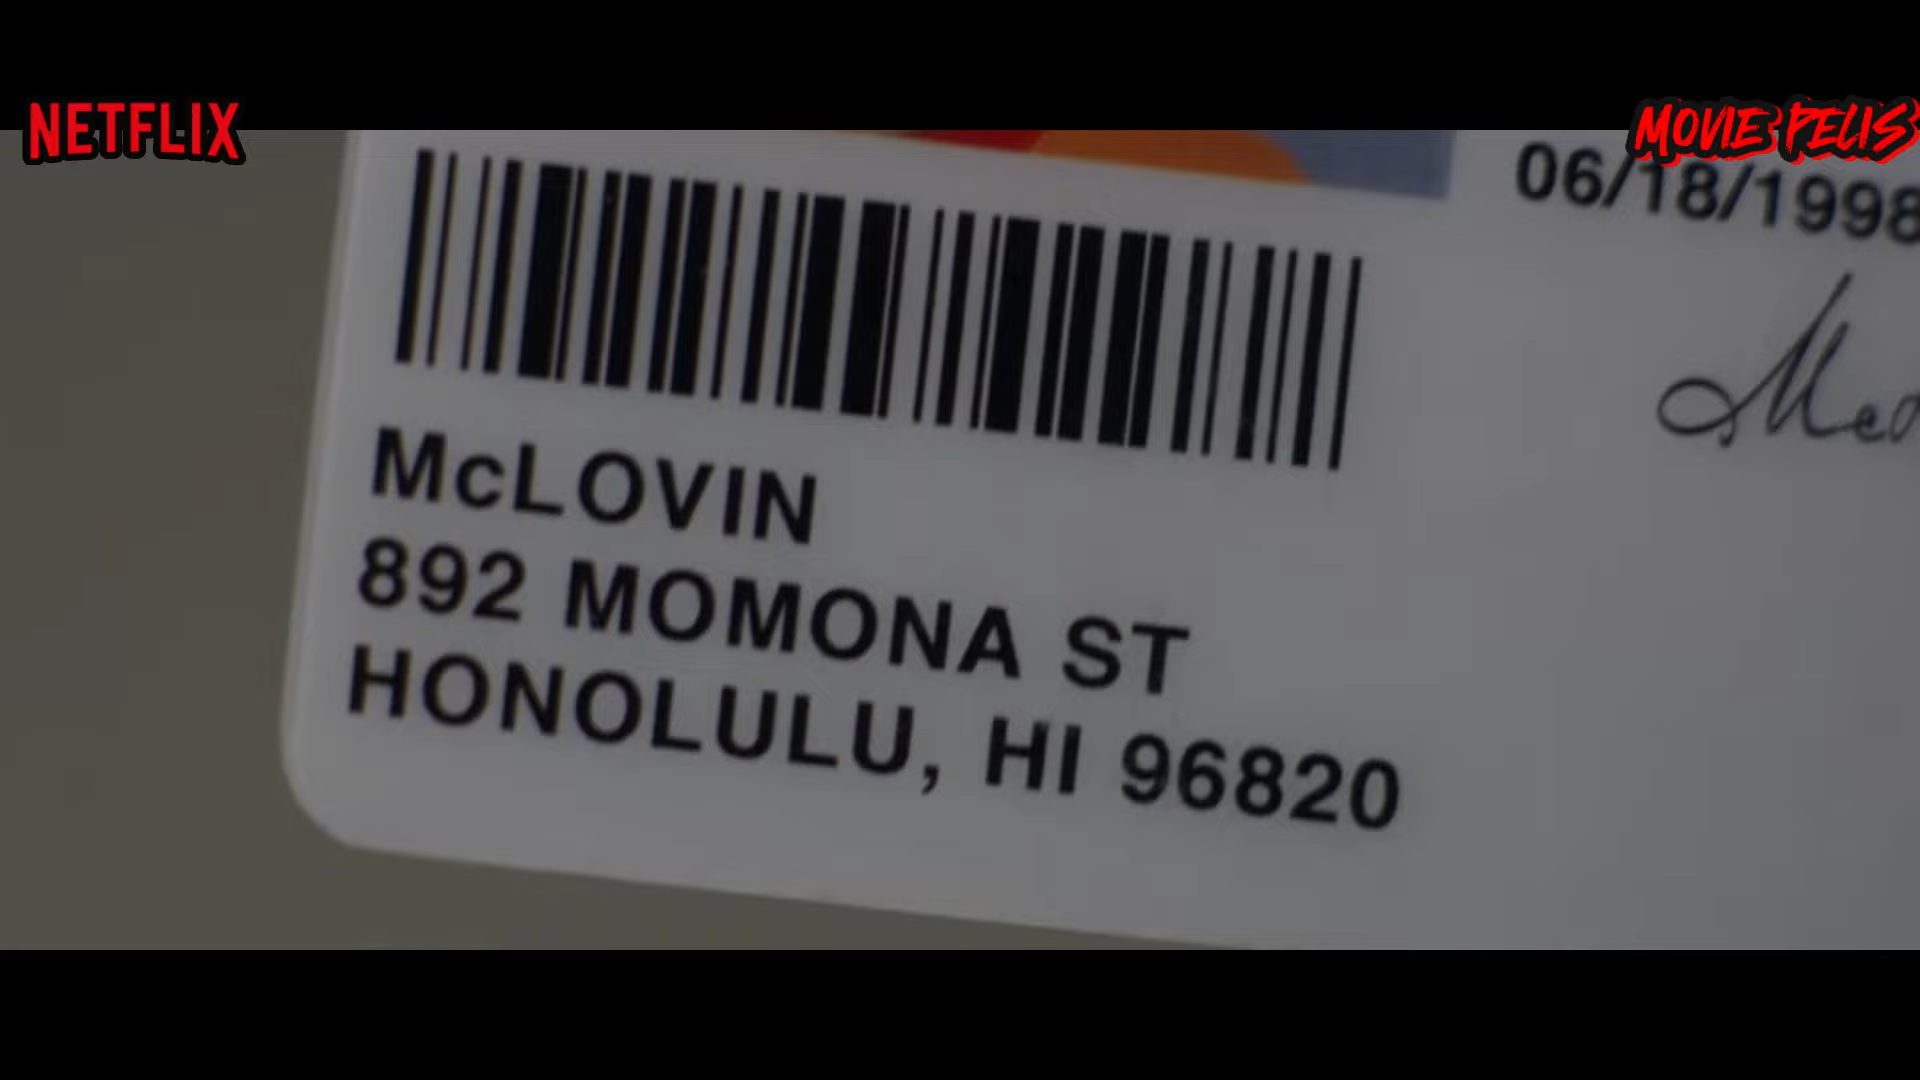 NETFLIX
MOVIE PELIS
06/18/1998
McLOVIN
892 MOMONA ST
HONOLULU, HI 96820